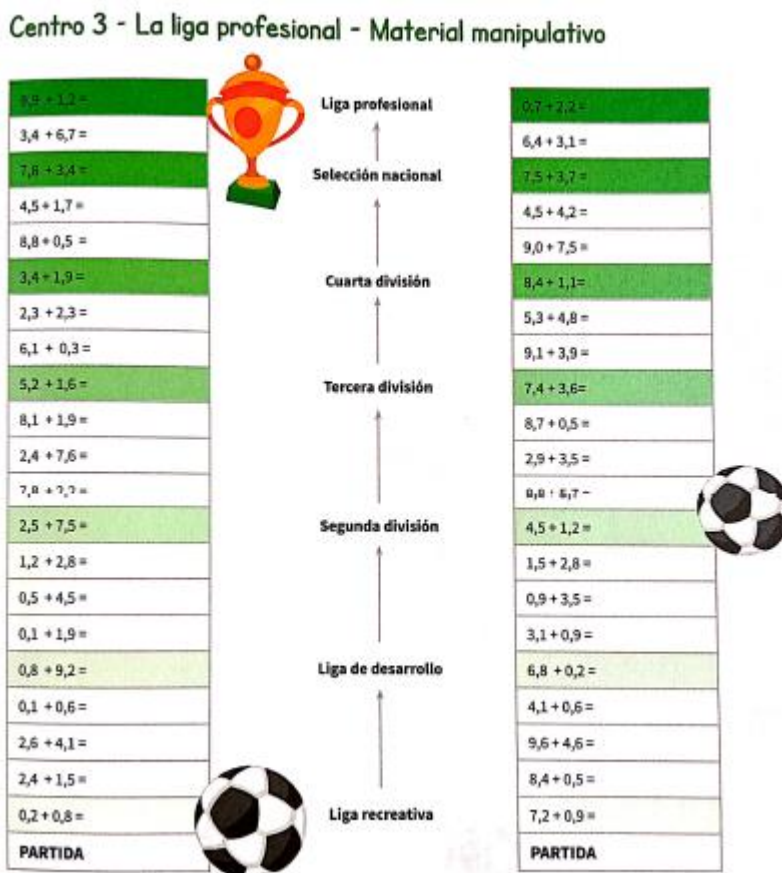 Centro 3 - La liga profesional - Material manipulativo
8,9 + 1,2 =
3,4 + 6,7 =
7,8 + 3,4 =
4,5 + 1,7 =
8,8 + 0,5 =
3,4 + 1,9 =
2,3 + 2,3 =
6,1 + 0,3 =
5,2 + 1,6 =
8,1 + 1,9 =
2,4 + 7,6 =
2,5 + 7,5 =
1,2 + 2,8 =
0,5 + 4,5 =
0,1 + 1,9 =
0,8 + 9,2 =
0,1 + 0,6 =
2,6 + 4,1 =
2,4 + 1,5 =
0,2 + 0,8 =
PARTIDA
Liga profesional
Selección nacional
Cuarta división
Tercera división
Segunda división
Liga de desarrollo
Liga recreativa
0,7 + 2,2 =
6,4 + 3,1 =
7,5 + 3,7 =
4,5 + 4,2 =
9,0 + 7,5 =
8,4 + 1,1=
5,3 + 4,8 =
9,1 + 3,9 =
7,4 + 3,6=
8,7 + 0,5 =
2,9 + 3,5 =
4,5 + 1,2 =
1,5 + 2,8 =
0,9 + 3,5 =
3,1 + 0,9 =
6,8 + 0,2 =
4,1 + 0,6 =
9,6 + 4,6 =
8,4 + 0,5 =
7,2 + 0,9 =
PARTIDA